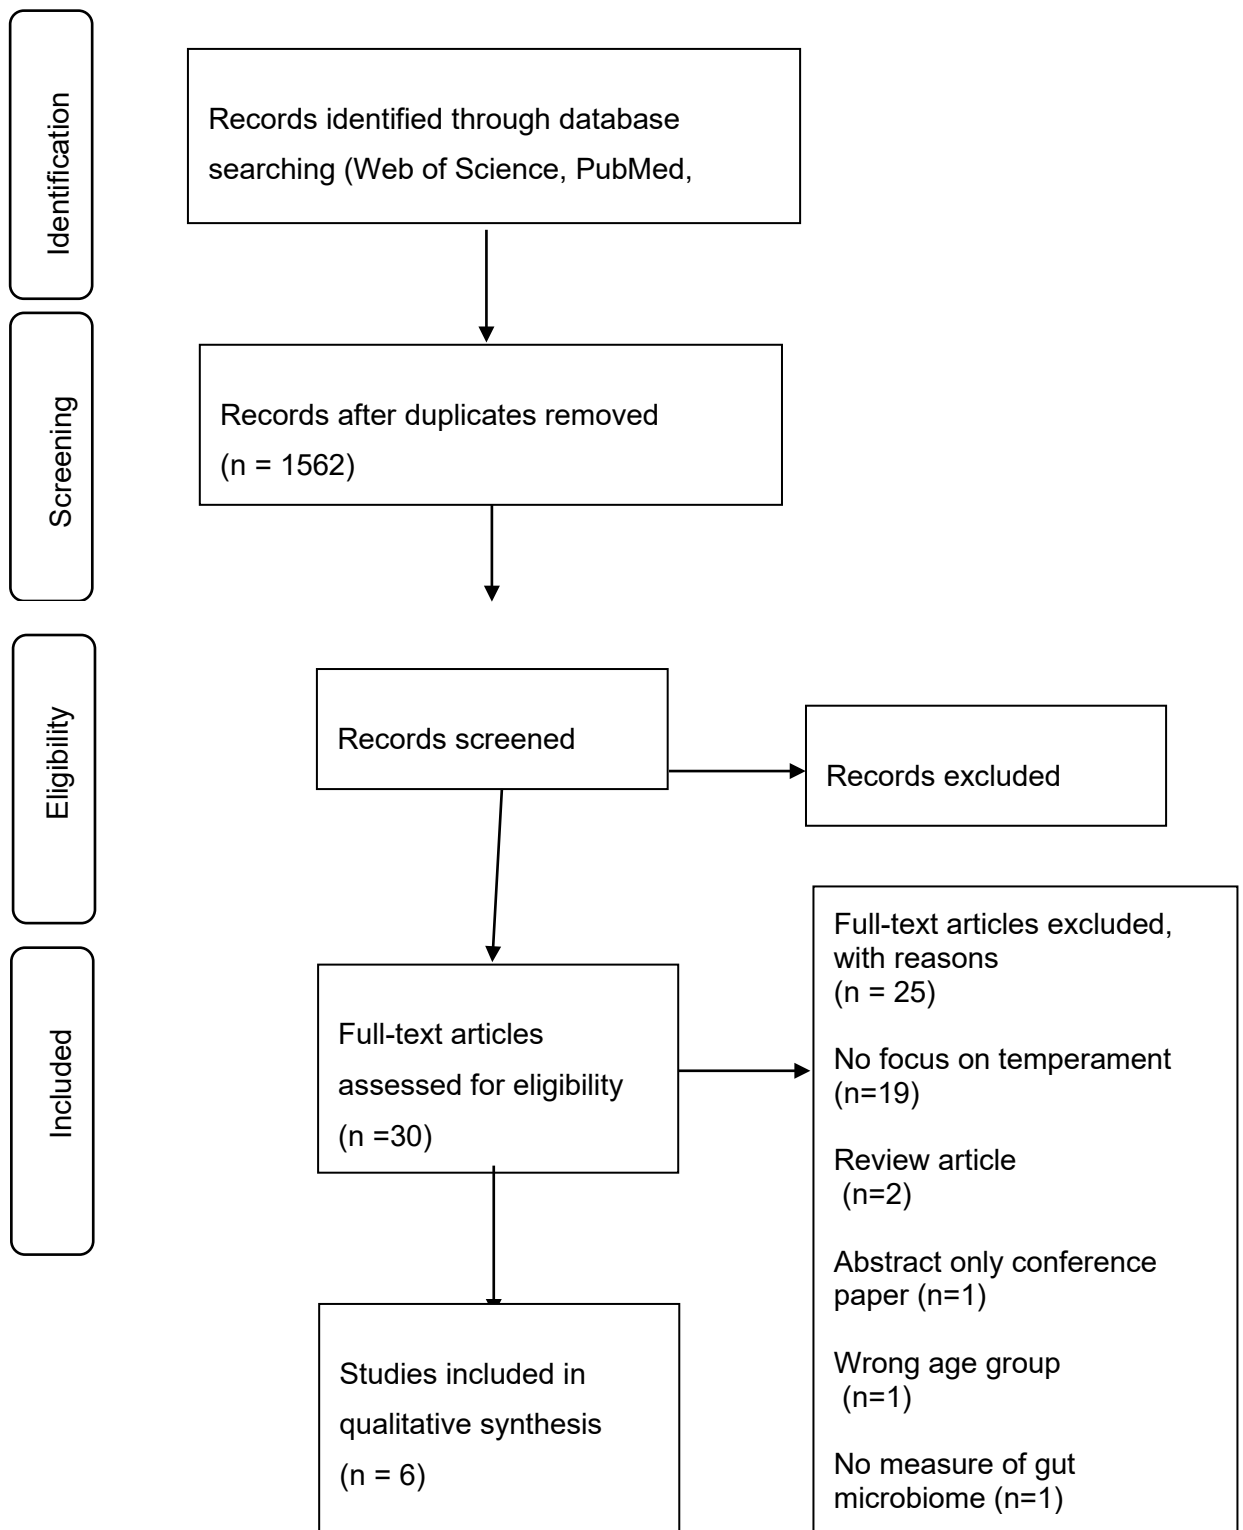 Identification
Records identified through database
searching (Web of Science, PubMed,
Screening
Records after duplicates removed
(n = 1562)
Eligibility
Records screened
Records excluded
Included
Full-text articles
assessed for eligibility
(n =30)
Full-text articles excluded,
with reasons
(n = 25)
No focus on temperament
(n=19)
Review article
(n=2)
Abstract only conference
paper (n=1)
Wrong age group
(n=1)
No measure of gut
microbiome (n=1)
Studies included in
qualitative synthesis
(n = 6)